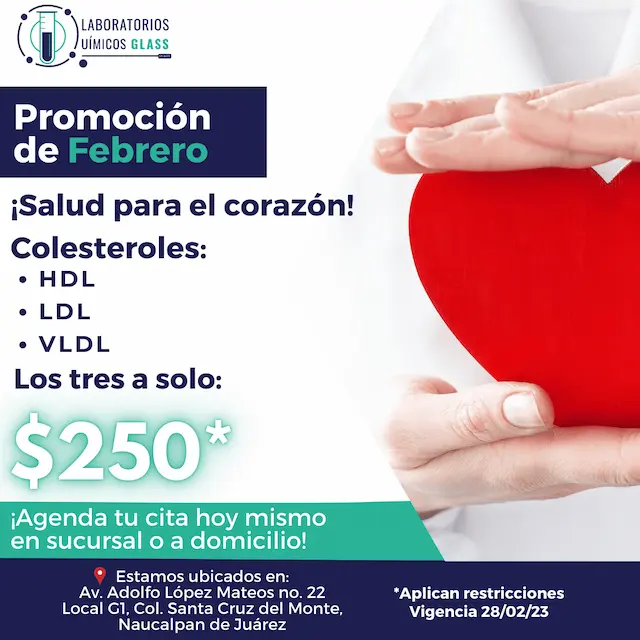 LABORATORIOS
UÍMICOS GLASS
Promoción
de Febrero
¡Salud para el corazón!
Colesteroles:
• HDL
• LDL
• VLDL
Los tres a solo:
$250*
¡Agenda tu cita hoy mismo
en sucursal o a domicilio!
Estamos ubicados en:
Av. Adolfo López Mateos no. 22
Local G1, Col. Santa Cruz del Monte,
Naucalpan de Juárez
*Aplican restricciones
Vigencia 28/02/23